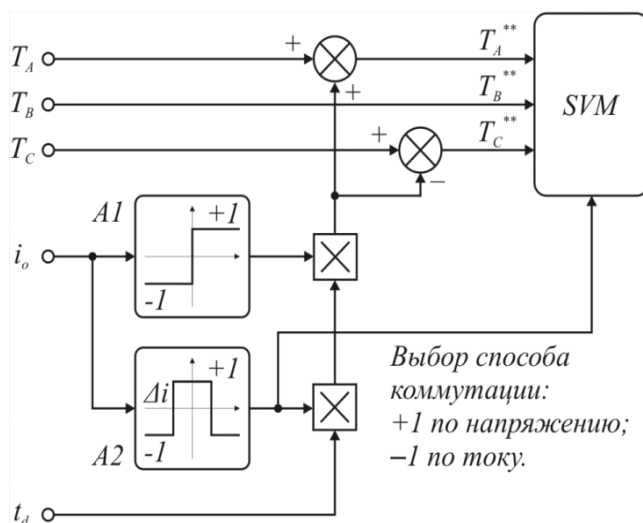 T_A + T_A^**
T_B + T_B^** SVM
T_C + T_C^**
−
A1 +1
i_o
-1
Δi +1
A2 -1
Выбор способа
коммутации:
+1 по напряжению;
−1 по току.
t_d